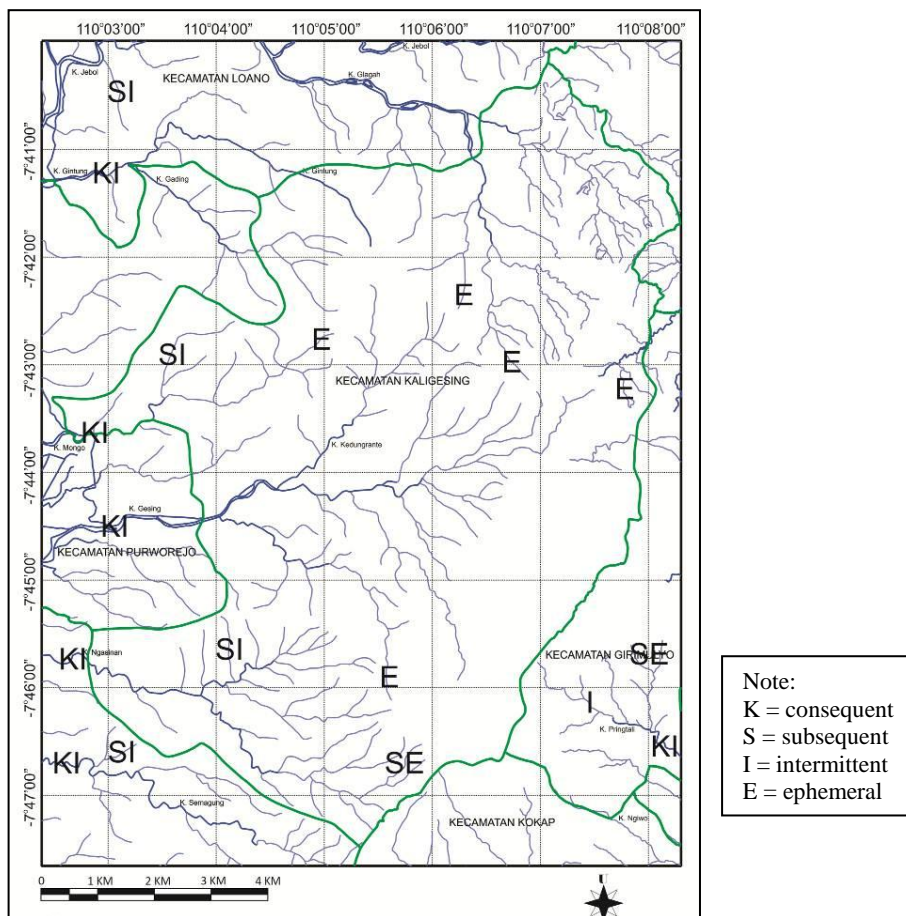 110°03'00" 110°04'00" 110°05'00" 110°06'00" 110°07'00" 110°08'00"
K. Jebol
K. Jebol
KECAMATAN LOANO
K. Glagah
SI
-7°41'00"
K. Gintung
KI
K. Gading
K. Gintung
-7°42'00"
E
E
-7°43'00"
SI
E
KECAMATAN KALIGESING
E
KI
K. Mongo
K. Kedungrante
-7°44'00"
K. Gesing
KI
KECAMATAN PURWOREJO
-7°45'00"
K. Ngasinan
KI
SI
E
KECAMATAN GIRIMULYO
SE
-7°46'00"
I
K. Pringtali
KI
KI
SI
SE
-7°47'00"
K. Semagung
KECAMATAN KOKAP
K. Ngiwo
0 1 KM 2 KM 3 KM 4 KM
U
Note:
K = consequent
S = subsequent
I = intermittent
E = ephemeral